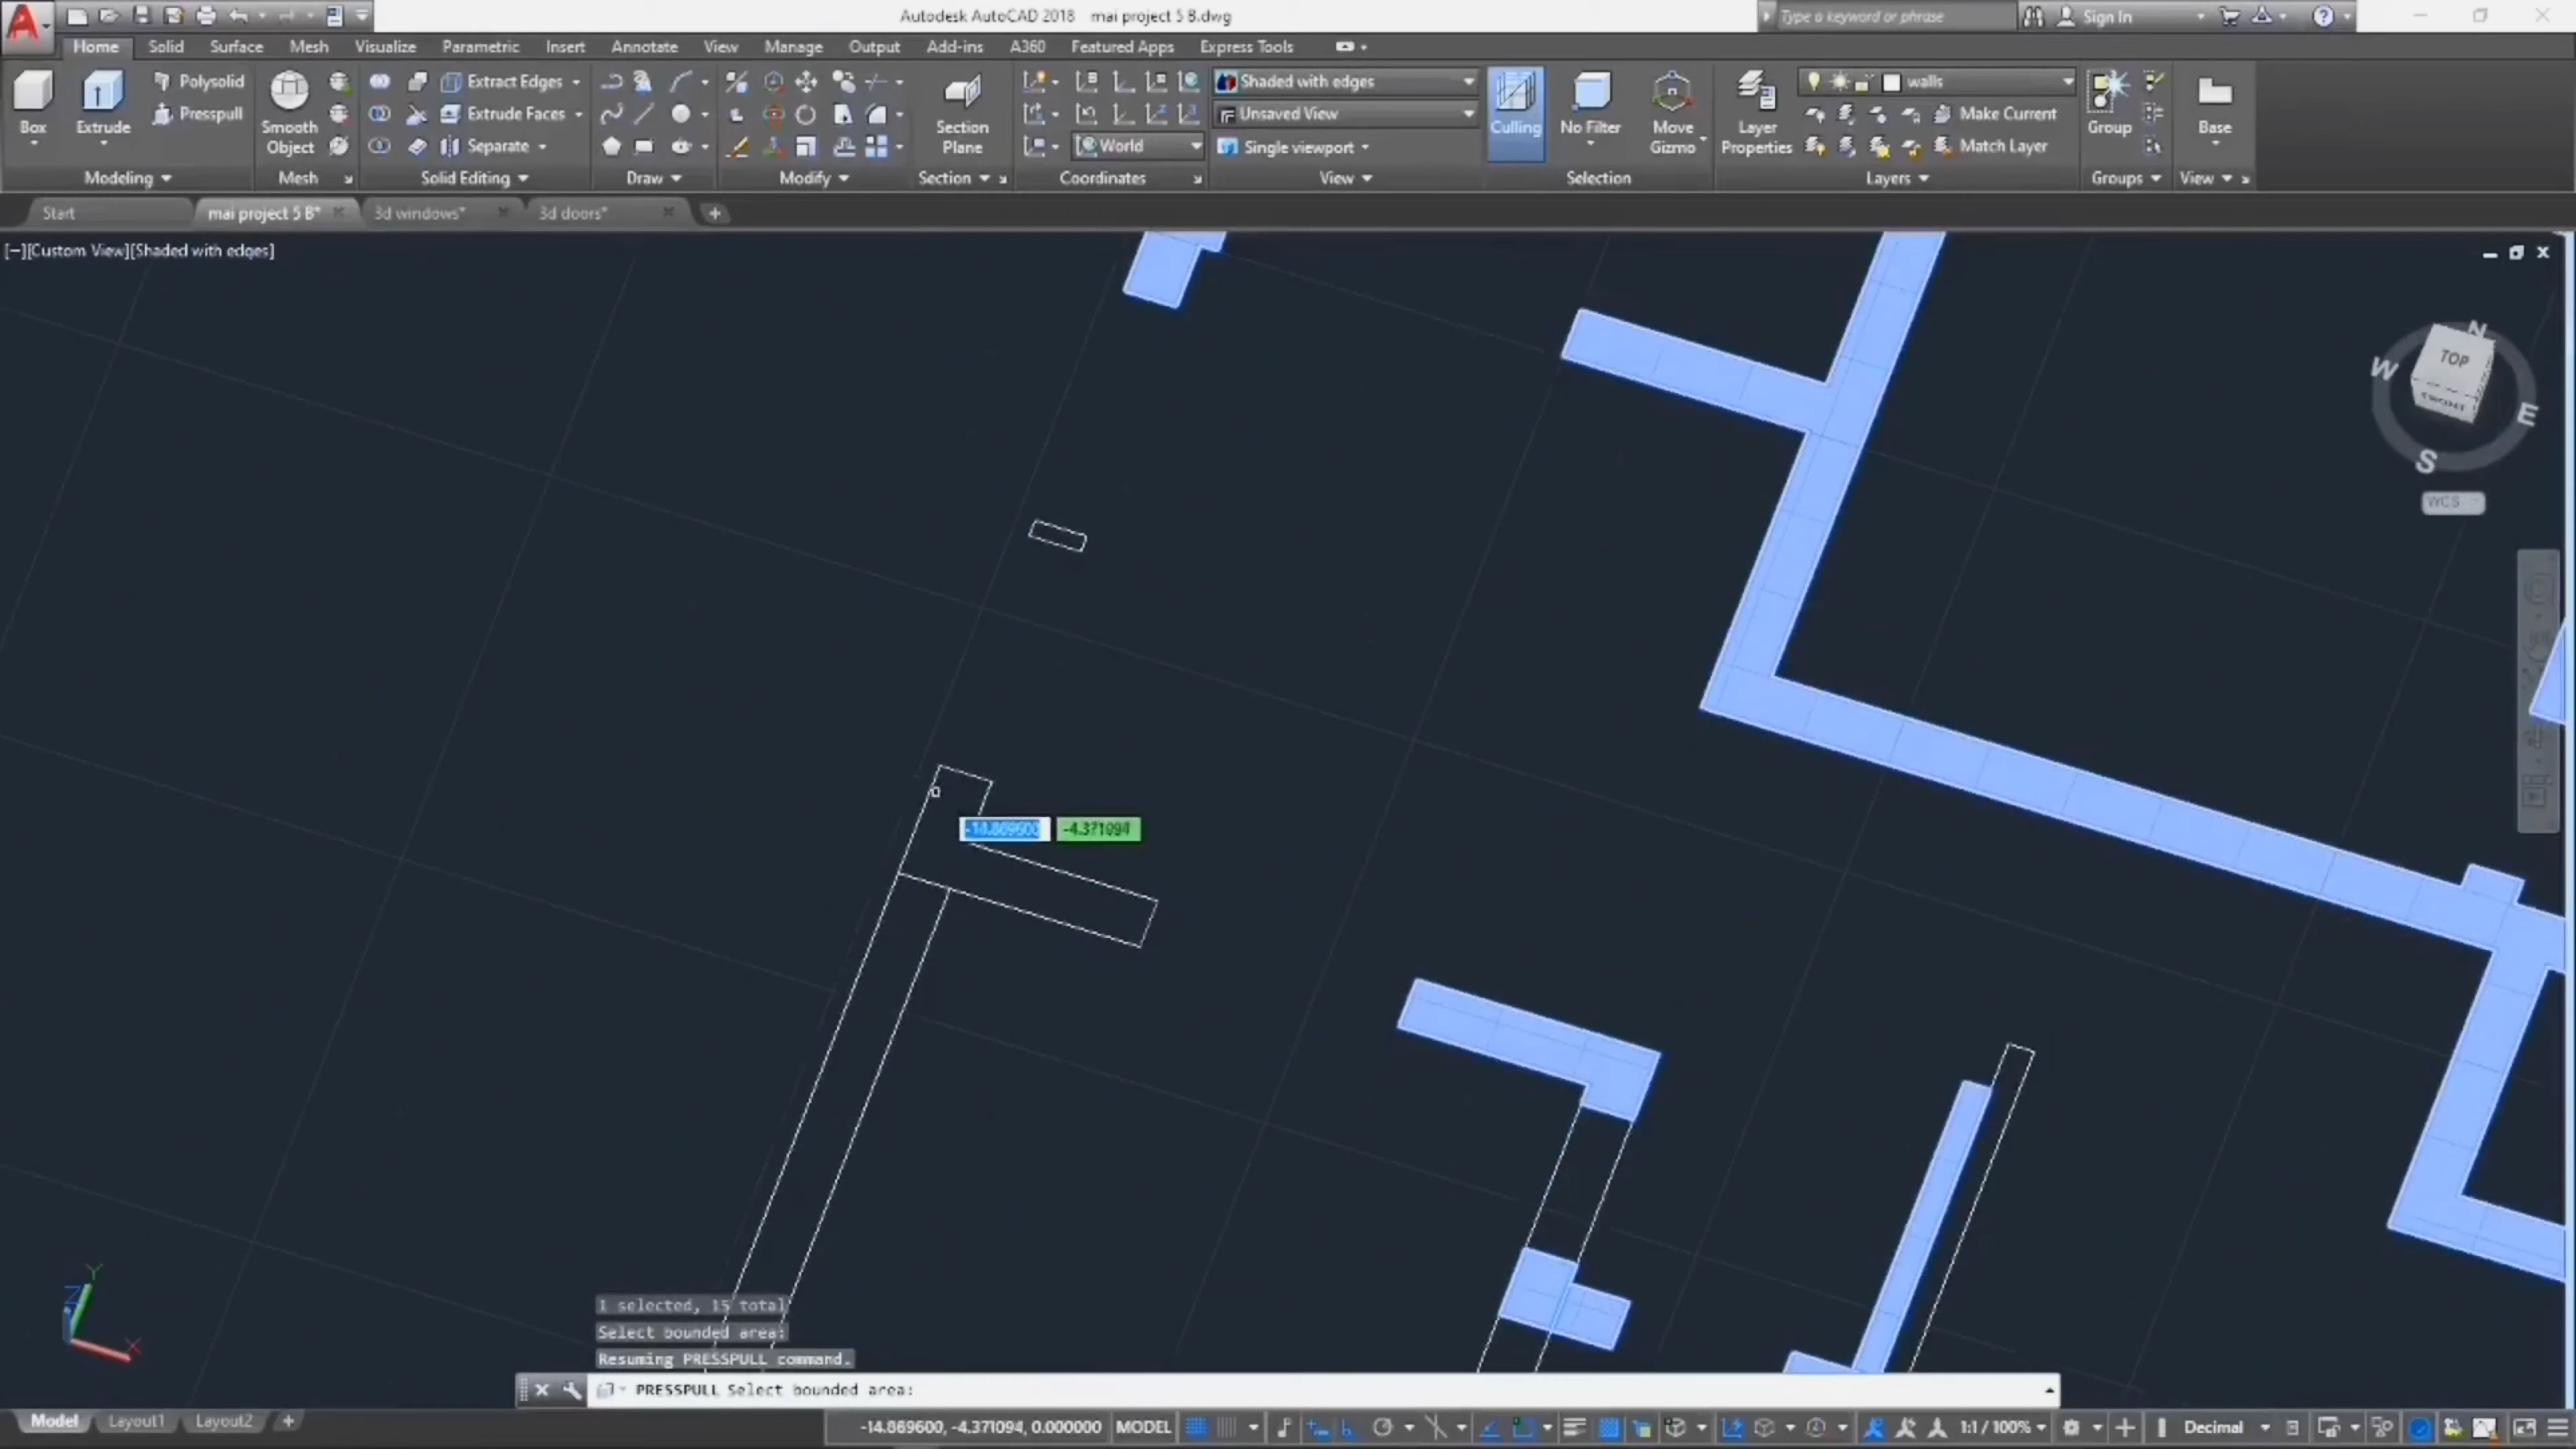 Autodesk AutoCAD 2018 mai project 5 B.dwg
Type a keyword or phrase
Sign In
Home Solid Surface Mesh Visualize Parametric Insert Annotate View Manage Output Add-ins A360 Featured Apps Express Tools
Box
Extrude
Polysolid
Presspull
Smooth Object
Extract Edges
Extrude Faces
Separate
Section Plane
World
Shaded with edges
Unsaved View
Single viewport
Culling
No Filter
Move Gizmo
Layer Properties
walls
Make Current
Match Layer
Group
Base
Modeling Mesh Solid Editing Draw Modify Section Coordinates View Selection Layers Groups View
Start mai project 5 B* 3d windows* 3d doors*
[−][Custom View][Shaded with edges]
N
W
TOP
FRONT
E
S
WCS
-14.869600 -4.371094
Y
Z
X
1 selected, 15 total
Select bounded area:
Resuming PRESSPULL command.
PRESSPULL Select bounded area:
Model Layout1 Layout2
-14.869600, -4.371094, 0.000000 MODEL 1:1 / 100% Decimal